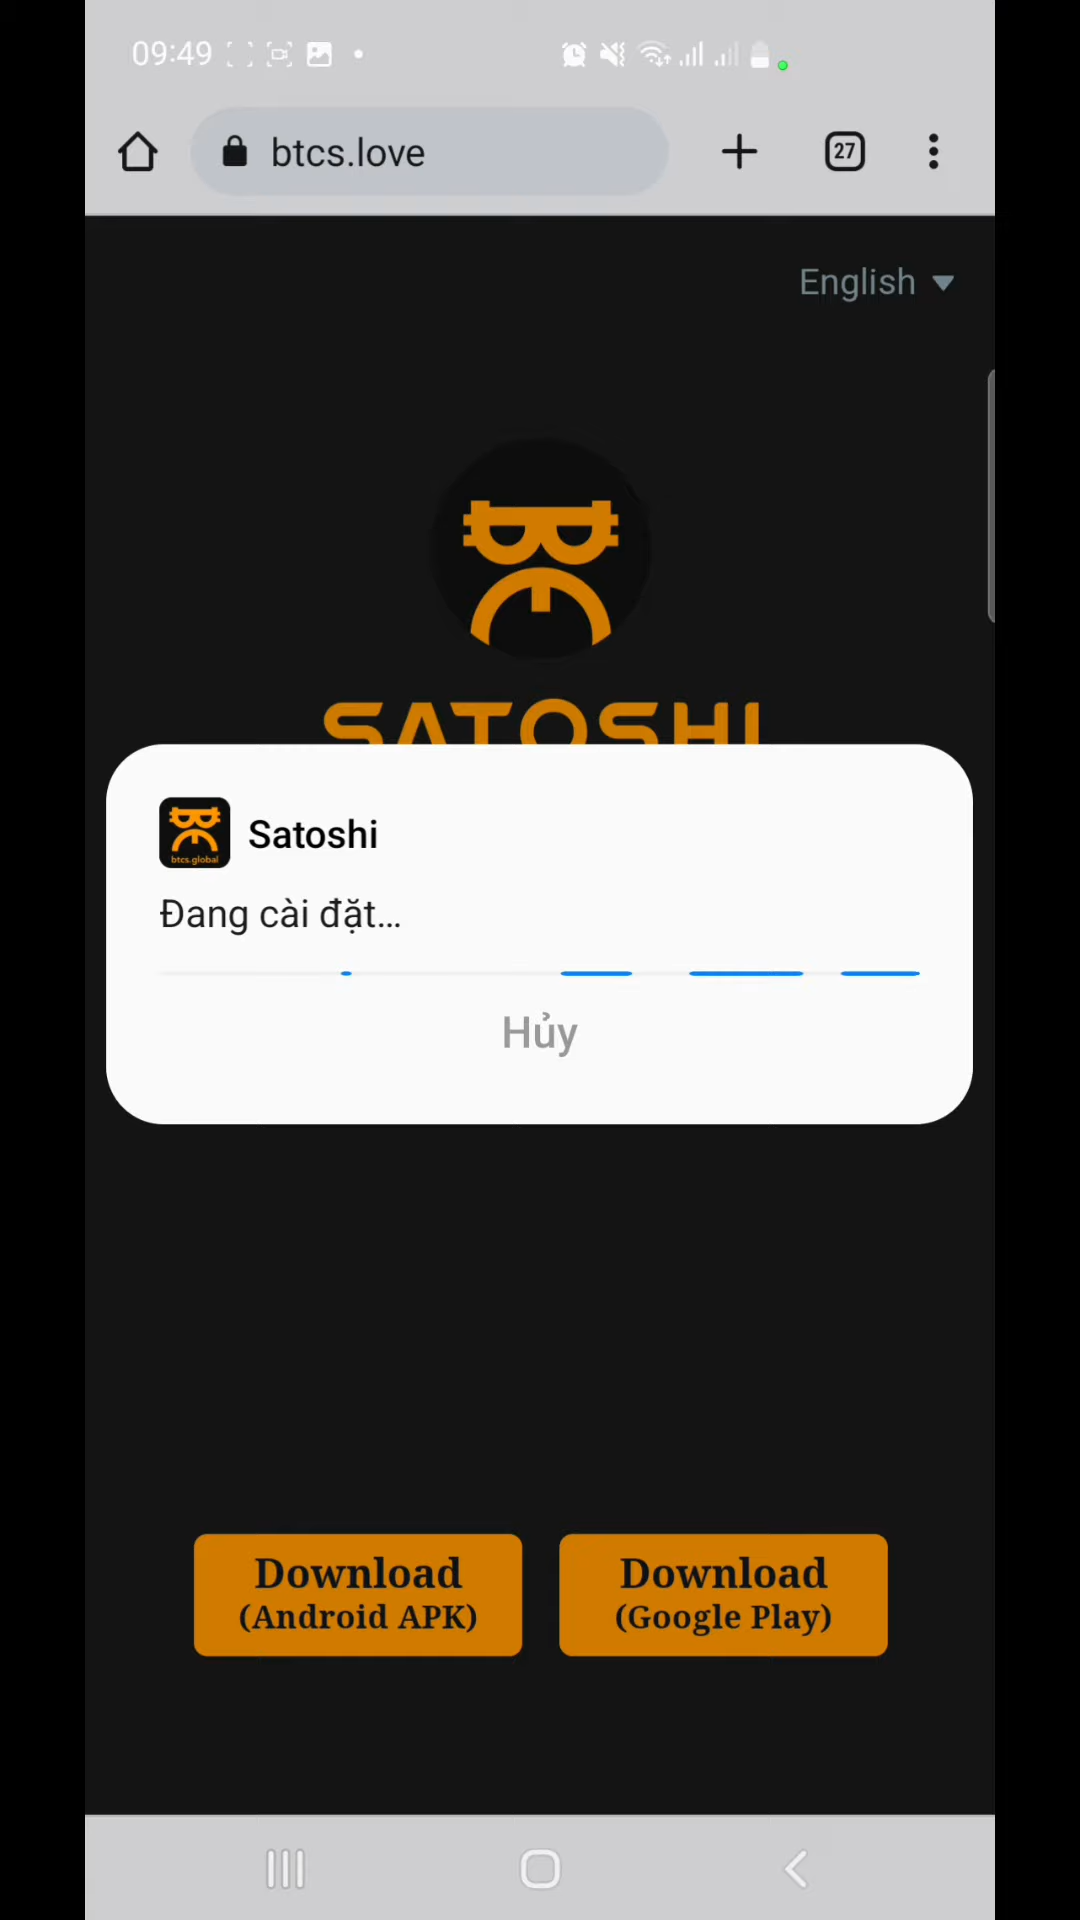 09:49
btcs.love
27
English
SATOSHI
btcs.global
Satoshi
Đang cài đặt...
Hủy
Download
(Android APK)
Download
(Google Play)